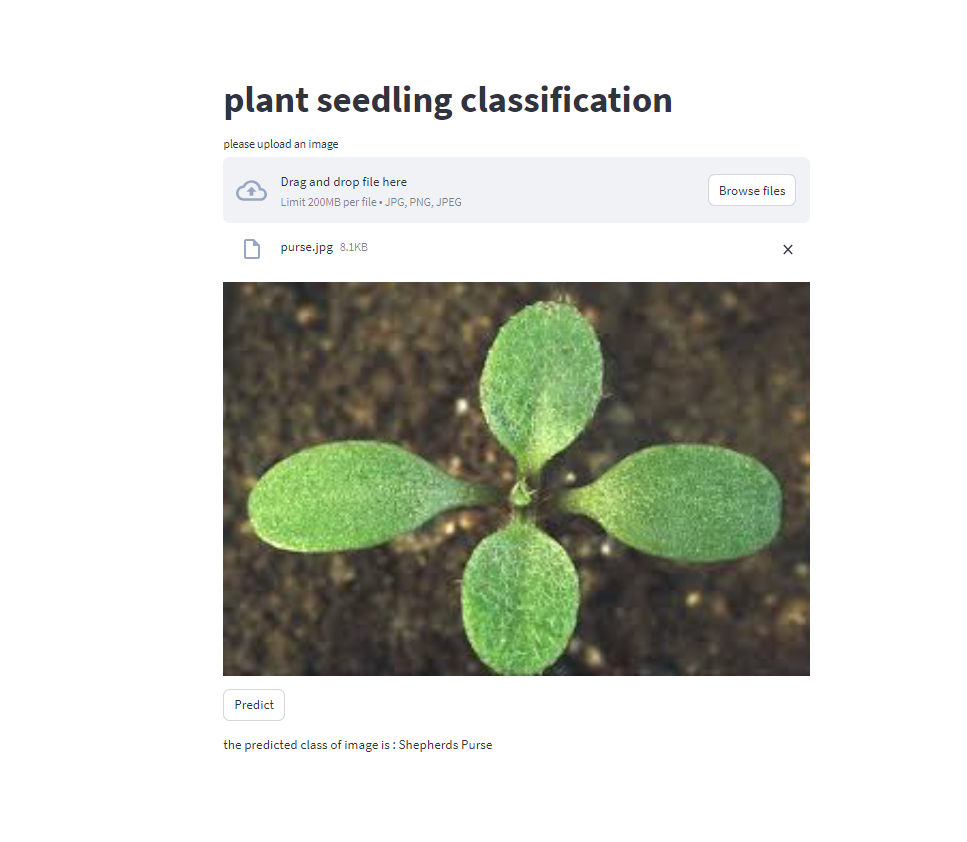 plant seedling classification
please upload an image
Drag and drop file here
Limit 200MB per file • JPG, PNG, JPEG
Browse files
purse.jpg 8.1KB
Predict
the predicted class of image is : Shepherds Purse